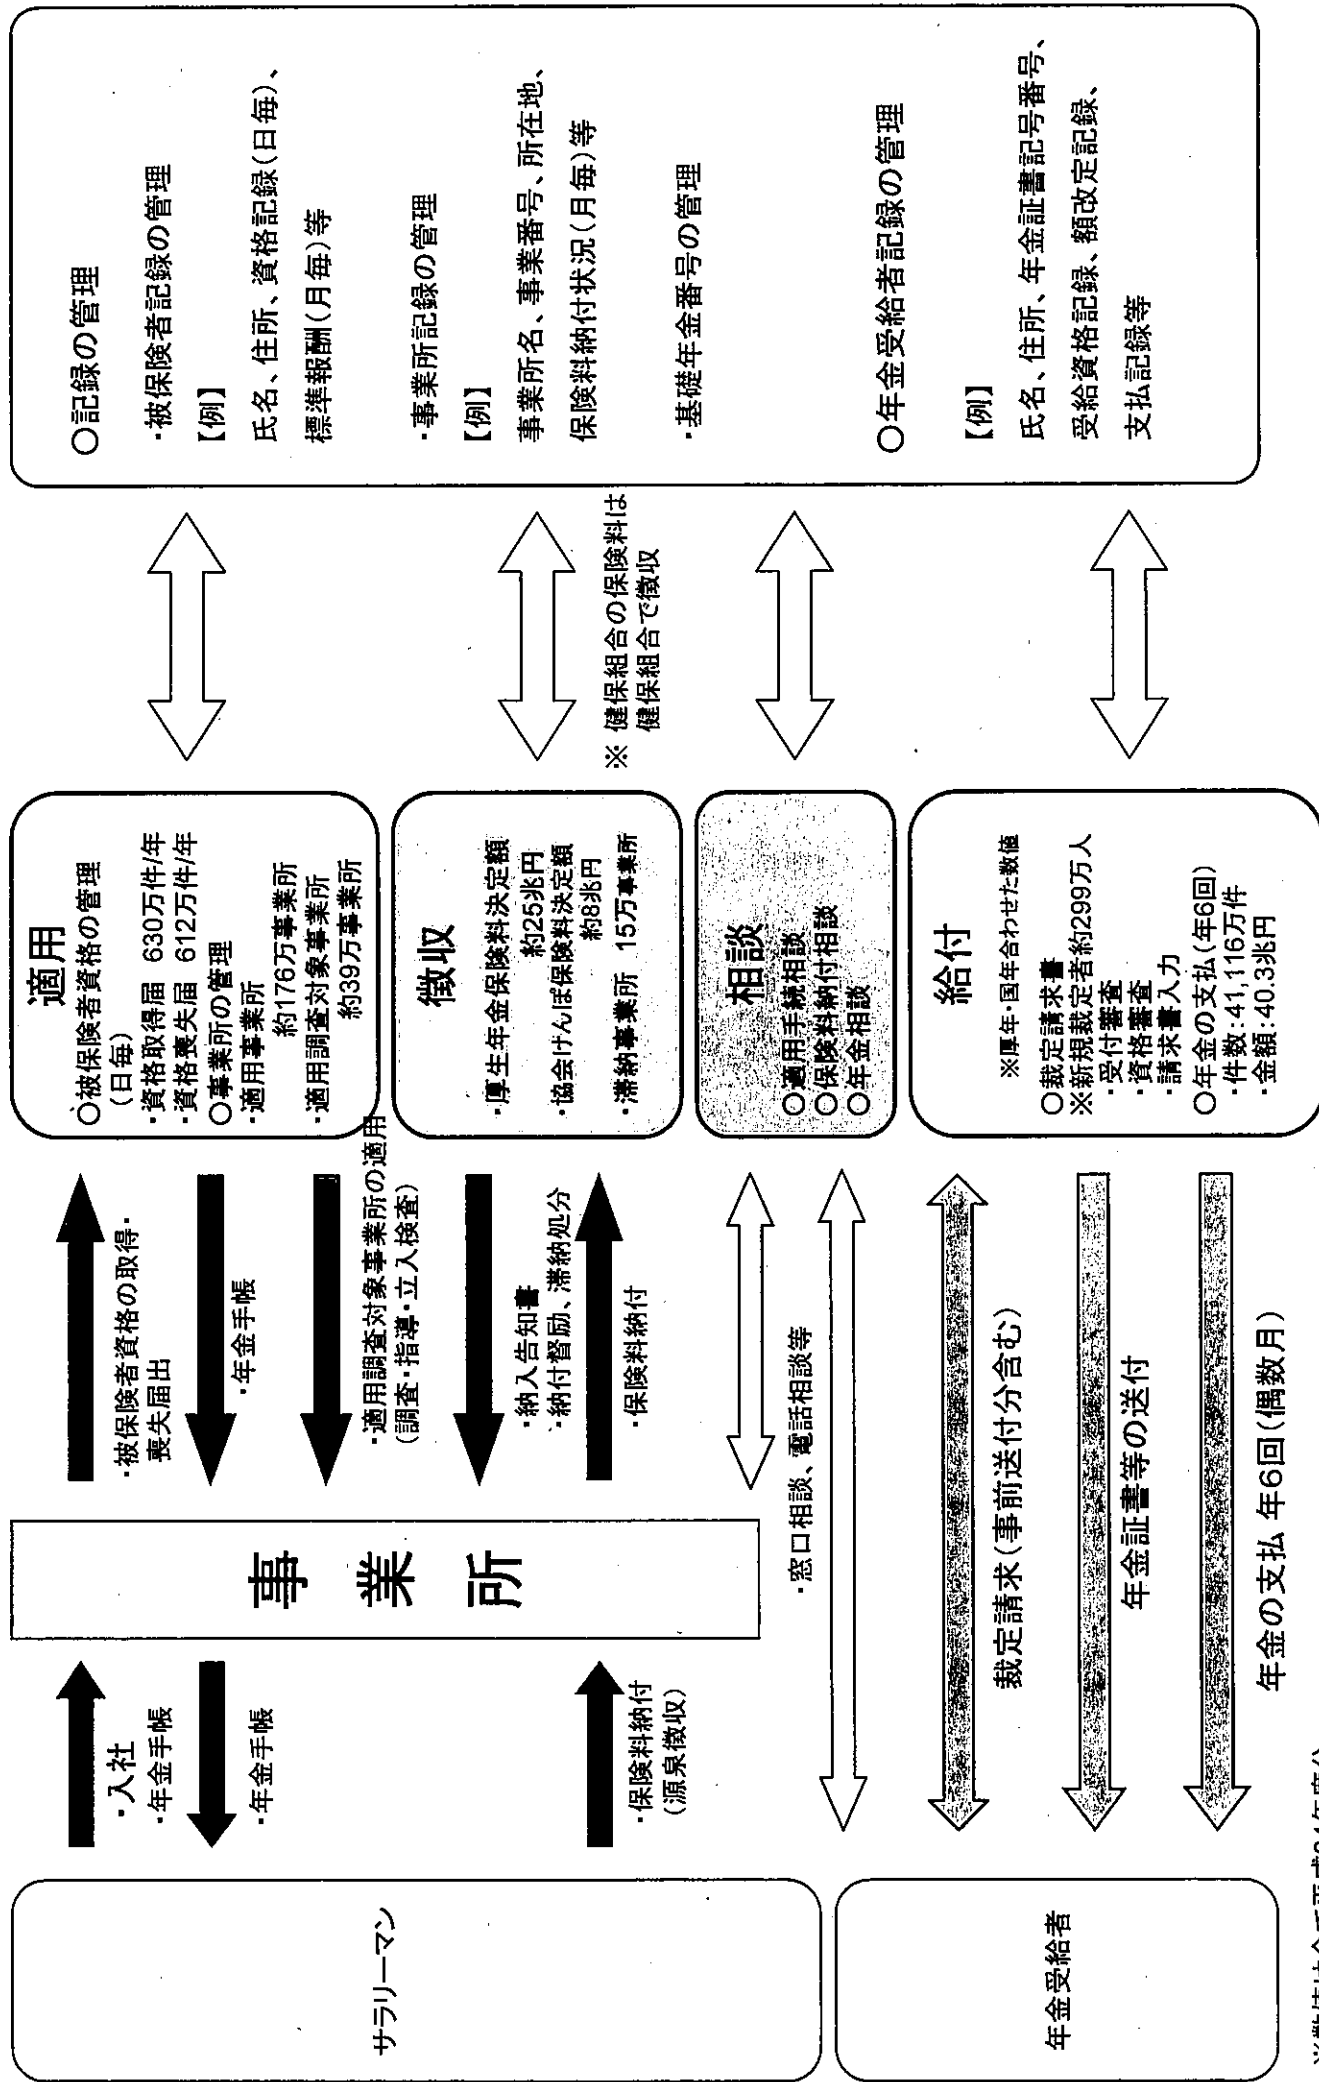 サラリーマン
年金受給者
・入社
・年金手帳
・年金手帳
・保険料納付
(源泉徴収)
事業所
・被保険者資格の取得・
喪失届出
・年金手帳
・適用調査対象事業所の適用
(調査・指導・立入検査)
・納入告知書
・納付督励、滞納処分
・保険料納付
・窓口相談、電話相談等
裁定請求(事前送付分含む)
年金証書等の送付
年金の支払 年6回(偶数月)
適用
○被保険者資格の管理
(日毎)
・資格取得届 630万件/年
・資格喪失届 612万件/年
○事業所の管理
・適用事業所
約176万事業所
・適用調査対象事業所
約39万事業所
徴収
・厚生年金保険料決定額
約25兆円
・協会けんぽ保険料決定額
約8兆円
・滞納事業所 15万事業所
相談
○適用手続相談
○保険料納付相談
○年金相談
給付
※厚年・国年合わせた数値
○裁定請求書
※新規裁定者約299万人
・受付審査
・資格審査
・請求書入力
○年金の支払(年6回)
・件数:41,116万件
・金額:40.3兆円
※ 健保組合の保険料は
健保組合で徴収
○記録の管理
・被保険者記録の管理
【例】
氏名、住所、資格記録(日毎)、
標準報酬(月毎)等
・事業所記録の管理
【例】
事業所名、事業番号、所在地、
保険料納付状況(月毎)等
・基礎年金番号の管理
○年金受給者記録の管理
【例】
氏名、住所、年金証書記号番号、
受給資格記録、額改定記録、
支払記録等